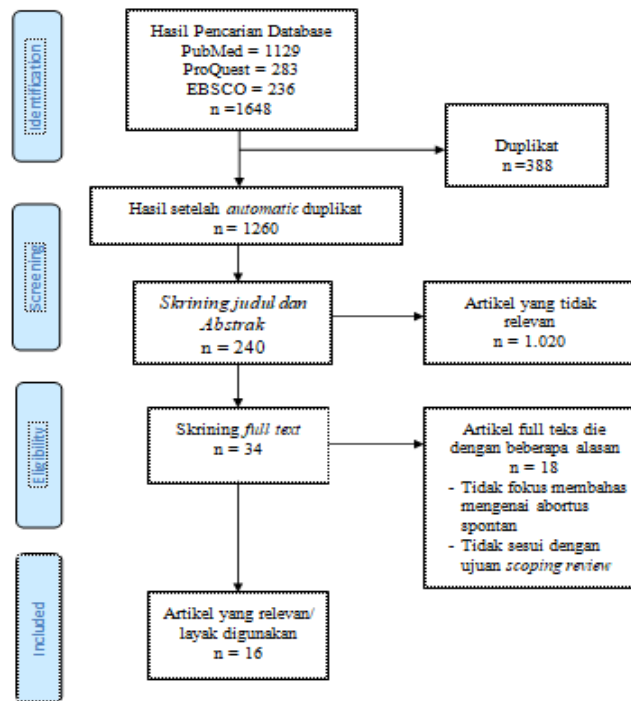 Identification
Hasil Pencarian Database
PubMed = 1129
ProQuest = 283
EBSCO = 236
n =1648
Duplikat
n =388
Hasil setelah automatic duplikat
n = 1260
Screening
Skrining judul dan
Abstrak
n = 240
Artikel yang tidak
relevan
n = 1.020
Eligibility
Skrining full text
n = 34
Artikel full teks die
dengan beberapa alasan
n = 18
- Tidak fokus membahas
mengenai abortus
spontan
- Tidak sesui dengan
ujuan scoping review
Included
Artikel yang relevan/
layak digunakan
n = 16